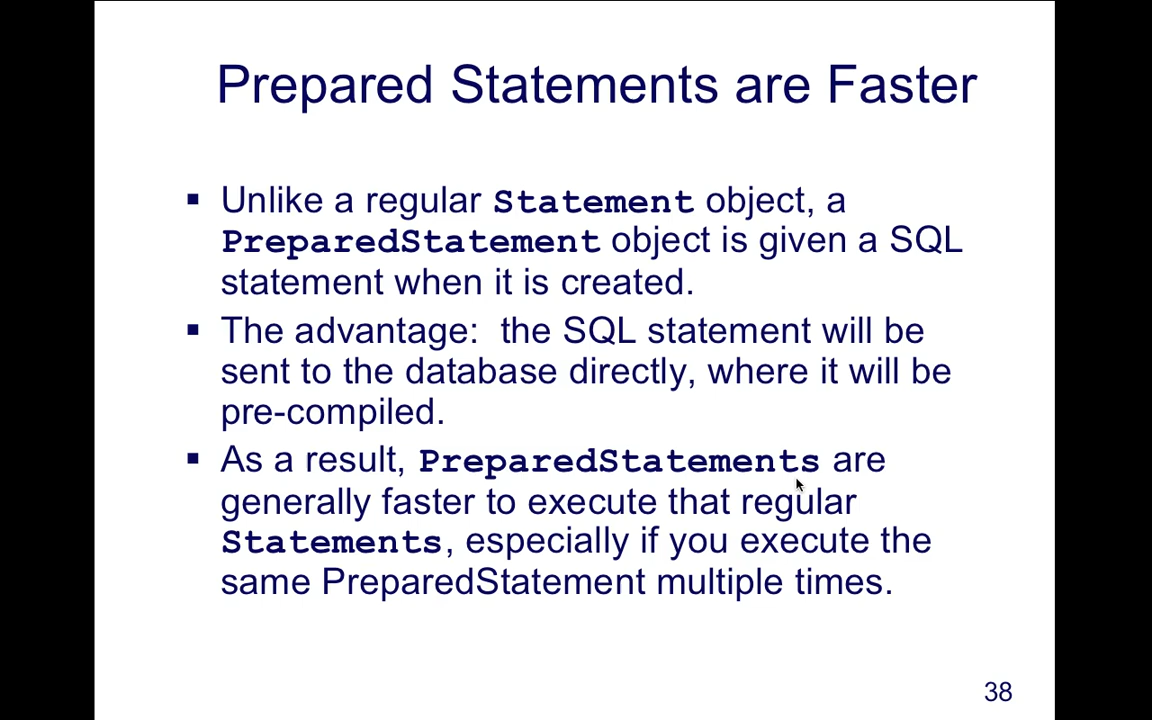 Prepared Statements are Faster
▪ Unlike a regular Statement object, a
PreparedStatement object is given a SQL
statement when it is created.
▪ The advantage:  the SQL statement will be
sent to the database directly, where it will be
pre-compiled.
▪ As a result, PreparedStatements are
generally faster to execute that regular
Statements, especially if you execute the
same PreparedStatement multiple times.
38